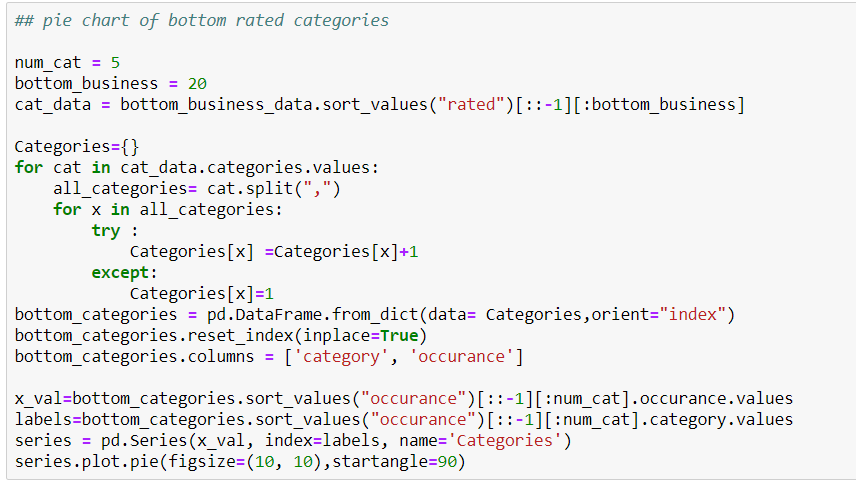 ## pie chart of bottom rated categories
num_cat = 5
bottom_business = 20
cat_data = bottom_business_data.sort_values("rated")[::-1][:bottom_business]
Categories={}
for cat in cat_data.categories.values:
    all_categories= cat.split(",")
    for x in all_categories:
        try :
            Categories[x] =Categories[x]+1
        except:
            Categories[x]=1
bottom_categories = pd.DataFrame.from_dict(data= Categories,orient="index")
bottom_categories.reset_index(inplace=True)
bottom_categories.columns = ['category', 'occurance']
x_val=bottom_categories.sort_values("occurance")[::-1][:num_cat].occurance.values
labels=bottom_categories.sort_values("occurance")[::-1][:num_cat].category.values
series = pd.Series(x_val, index=labels, name='Categories')
series.plot.pie(figsize=(10, 10),startangle=90)